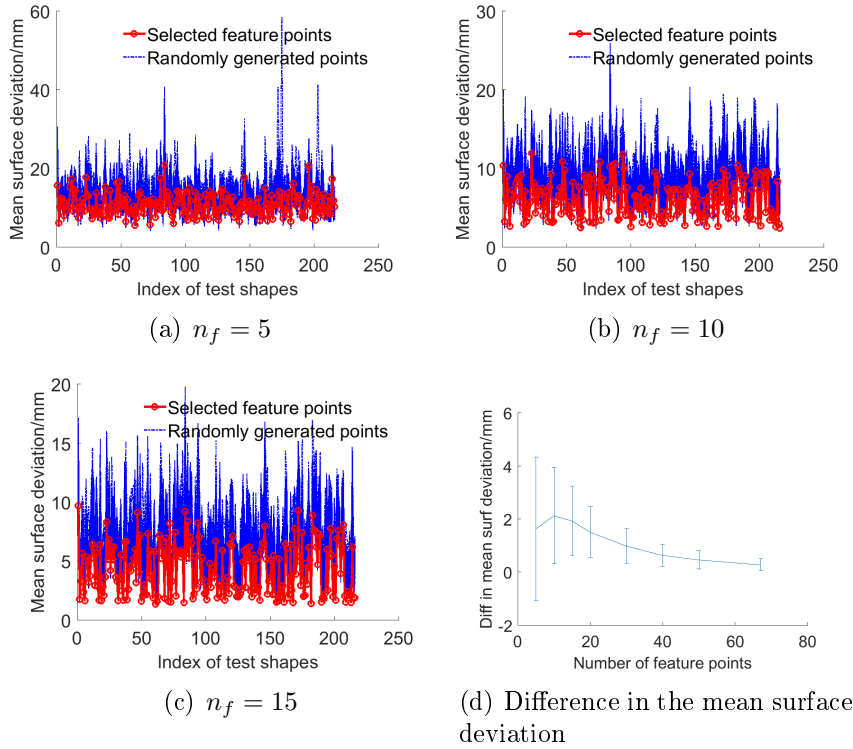 60
40
20
0
Mean surface deviation/mm
Selected feature points
Randomly generated points
0 50 100 150 200 250
Index of test shapes
(a) n_f = 5
30
20
10
0
Mean surface deviation/mm
Selected feature points
Randomly generated points
0 50 100 150 200 250
Index of test shapes
(b) n_f = 10
20
15
10
5
0
Mean surface deviation/mm
Selected feature points
Randomly generated points
0 50 100 150 200 250
Index of test shapes
(c) n_f = 15
6
4
2
0
-2
Diff in mean surf deviation/mm
0 20 40 60 80
Number of feature points
(d) Difference in the mean surface
deviation